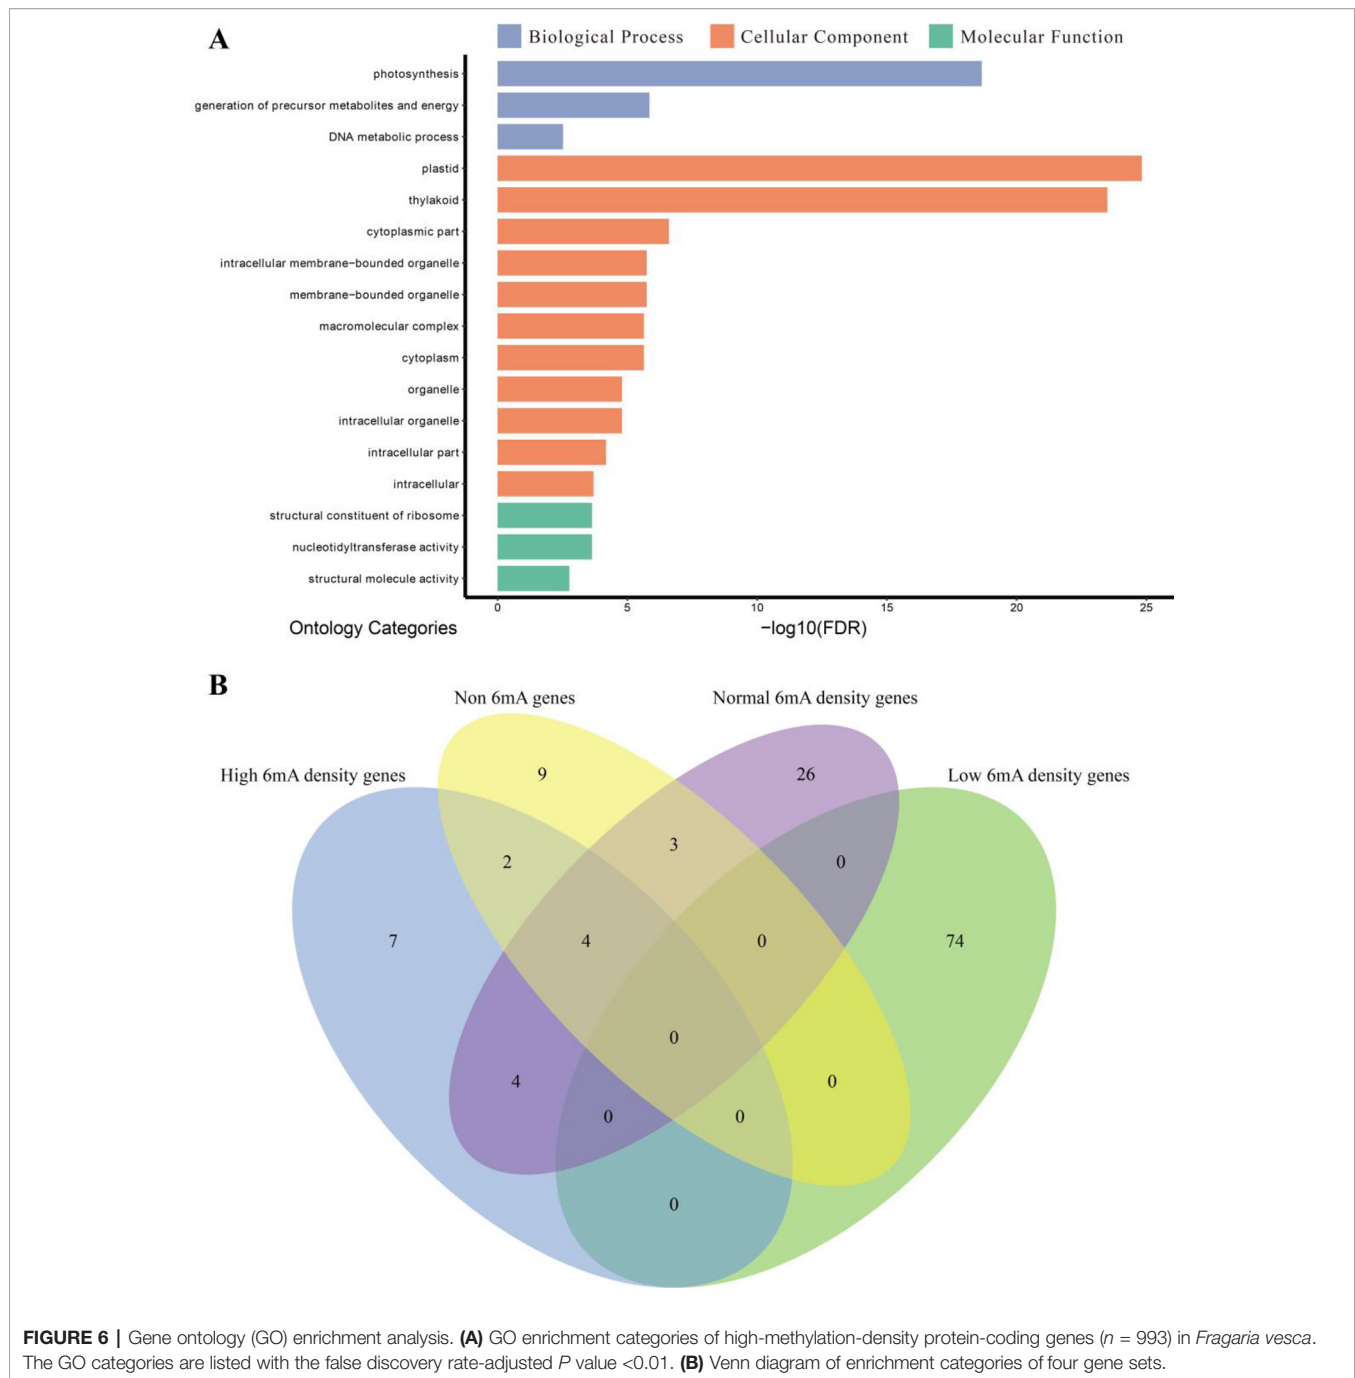 A
Biological Process Cellular Component Molecular Function
photosynthesis
generation of precursor metabolites and energy
DNA metabolic process
plastid
thylakoid
cytoplasmic part
intracellular membrane−bounded organelle
membrane−bounded organelle
macromolecular complex
cytoplasm
organelle
intracellular organelle
intracellular part
intracellular
structural constituent of ribosome
nucleotidyltransferase activity
structural molecule activity
0 5 10 15 20 25
Ontology Categories −log10(FDR)
B
Non 6mA genes Normal 6mA density genes
High 6mA density genes Low 6mA density genes
9 26
3
2 0
7 4 0 74
0
4 0
0 0
0
FIGURE 6 | Gene ontology (GO) enrichment analysis. (A) GO enrichment categories of high-methylation-density protein-coding genes (n = 993) in Fragaria vesca.
The GO categories are listed with the false discovery rate-adjusted P value <0.01. (B) Venn diagram of enrichment categories of four gene sets.